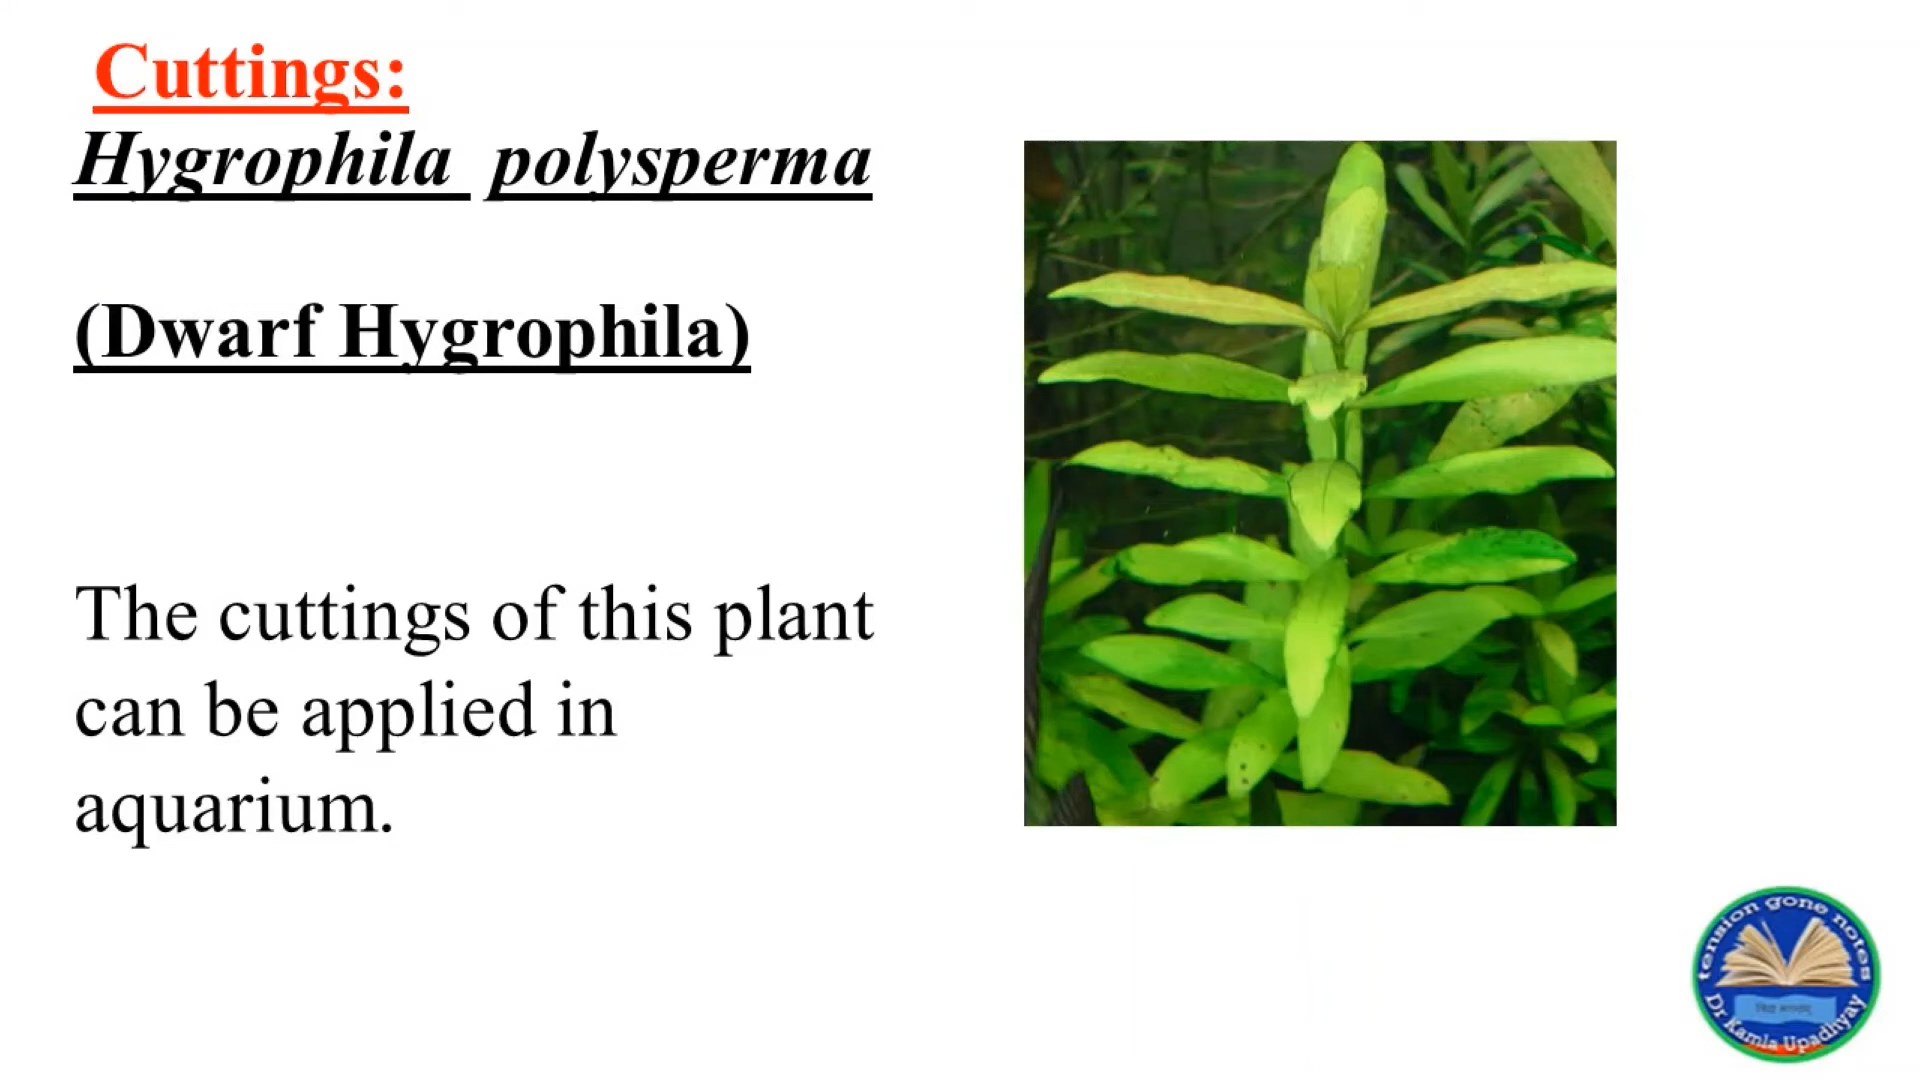 Cuttings:
Hygrophila polysperma
(Dwarf Hygrophila)
The cuttings of this plant
can be applied in
aquarium.
tension gone notes
Dr Kamla Upadhyay